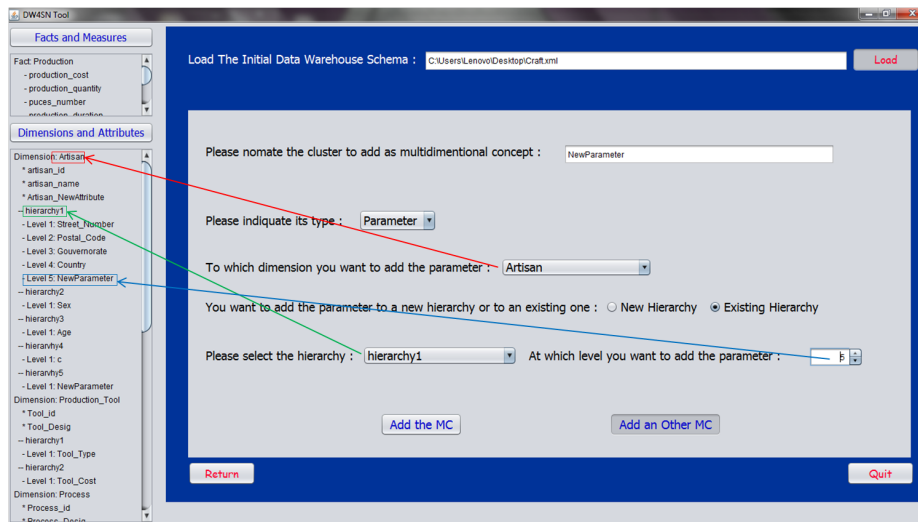 DW4SN Tool
Facts and Measures
Fact: Production
- production_cost
- production_quantity
- puces_number
- production_duration
Dimensions and Attributes
Dimension: Artisan
* artisan_id
* artisan_name
* Artisan_NewAttribute
-- hierarchy1
- Level 1: Street_Number
- Level 2: Postal_Code
- Level 3: Gouvernorate
- Level 4: Country
- Level 5: NewParameter
-- hierarchy2
- Level 1: Sex
-- hierarchy3
- Level 1: Age
-- hierarvhy4
- Level 1: c
-- hierarvhy5
- Level 1: NewParameter
Dimension: Production_Tool
* Tool_id
* Tool_Desig
-- hierarchy1
- Level 1: Tool_Type
-- hierarchy2
- Level 1: Tool_Cost
Dimension: Process
* Process_id
* Process_Desig
Load The Initial Data Warehouse Schema : C:\Users\Lenovo\Desktop\Craft.xml Load
Please nomate the cluster to add as multidimentional concept : NewParameter
Please indiquate its type : Parameter
To which dimension you want to add the parameter : Artisan
You want to add the parameter to a new hierarchy or to an existing one : New Hierarchy Existing Hierarchy
Please select the hierarchy : hierarchy1 At which level you want to add the parameter : 5
Add the MC Add an Other MC
Return Quit